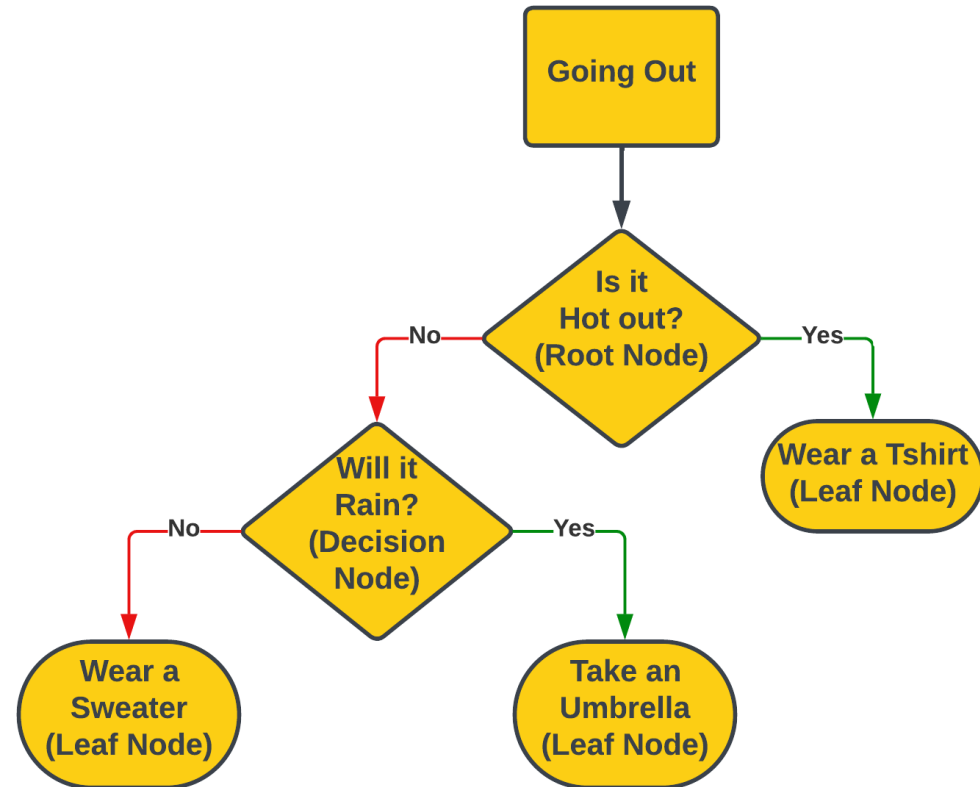 Going Out
Is it
Hot out?
(Root Node)
No
Yes
Wear a Tshirt
(Leaf Node)
Will it
Rain?
(Decision
Node)
No
Yes
Wear a
Sweater
(Leaf Node)
Take an
Umbrella
(Leaf Node)